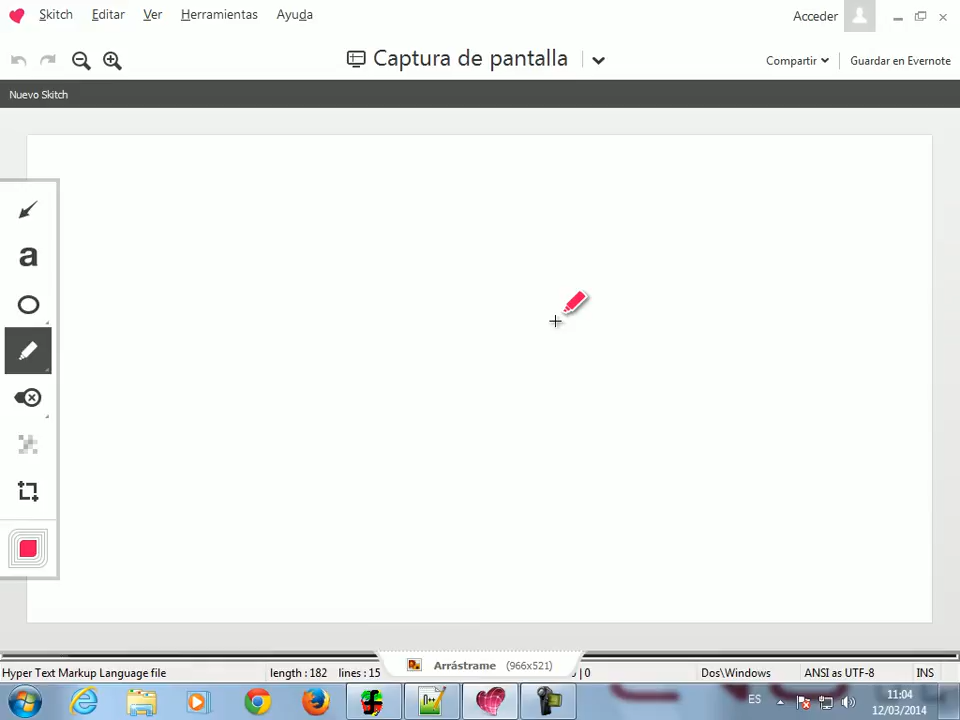 Skitch Editar Ver Herramientas Ayuda Acceder
Captura de pantalla Compartir Guardar en Evernote
Nuevo Skitch
a
Arrástrame (966x521)
Hyper Text Markup Language file length : 182 lines : 15 | 0 Dos\Windows ANSI as UTF-8 INS
ES 11:04
12/03/2014